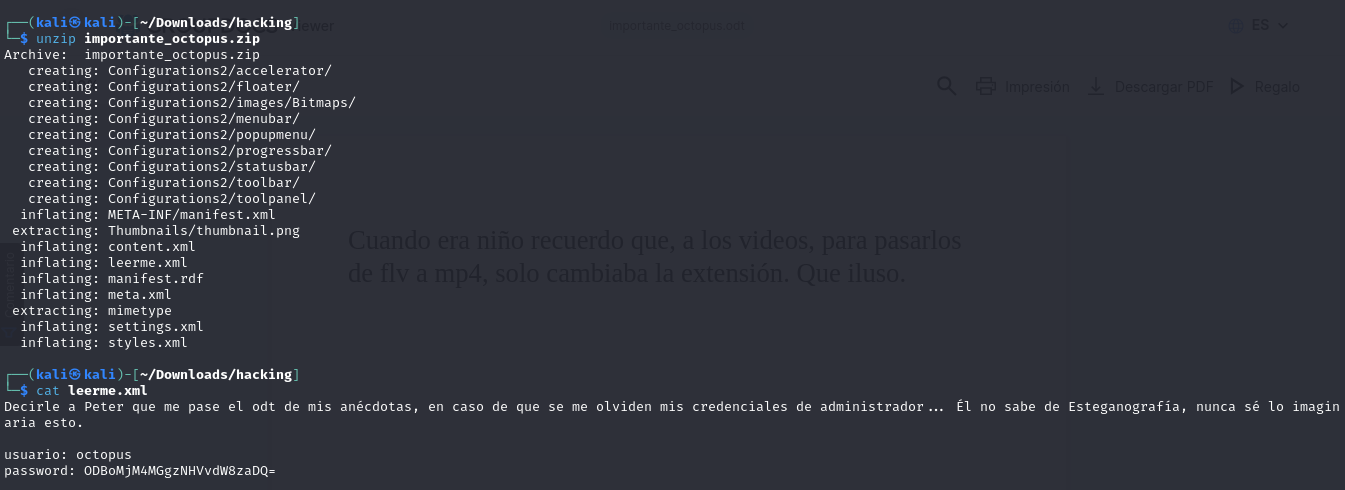 Viewer
importante_octopus.odt
ES
┌──(kali㉿kali)-[~/Downloads/hacking]
└─$ unzip importante_octopus.zip
Archive:  importante_octopus.zip
   creating: Configurations2/accelerator/
   creating: Configurations2/floater/
   creating: Configurations2/images/Bitmaps/
   creating: Configurations2/menubar/
   creating: Configurations2/popupmenu/
   creating: Configurations2/progressbar/
   creating: Configurations2/statusbar/
   creating: Configurations2/toolbar/
   creating: Configurations2/toolpanel/
  inflating: META-INF/manifest.xml
 extracting: Thumbnails/thumbnail.png
  inflating: content.xml
  inflating: leerme.xml
  inflating: manifest.rdf
  inflating: meta.xml
 extracting: mimetype
  inflating: settings.xml
  inflating: styles.xml
Impresión
Descargar PDF
Regalo
Cuando era niño recuerdo que, a los videos, para pasarlos
de flv a mp4, solo cambiaba la extensión. Que iluso.
┌──(kali㉿kali)-[~/Downloads/hacking]
└─$ cat leerme.xml
Decirle a Peter que me pase el odt de mis anécdotas, en caso de que se me olviden mis credenciales de administrador... Él no sabe de Esteganografía, nunca sé lo imagin
aria esto.
usuario: octopus
password: ODBoMjM4MGgzNHVvdW8zaDQ=